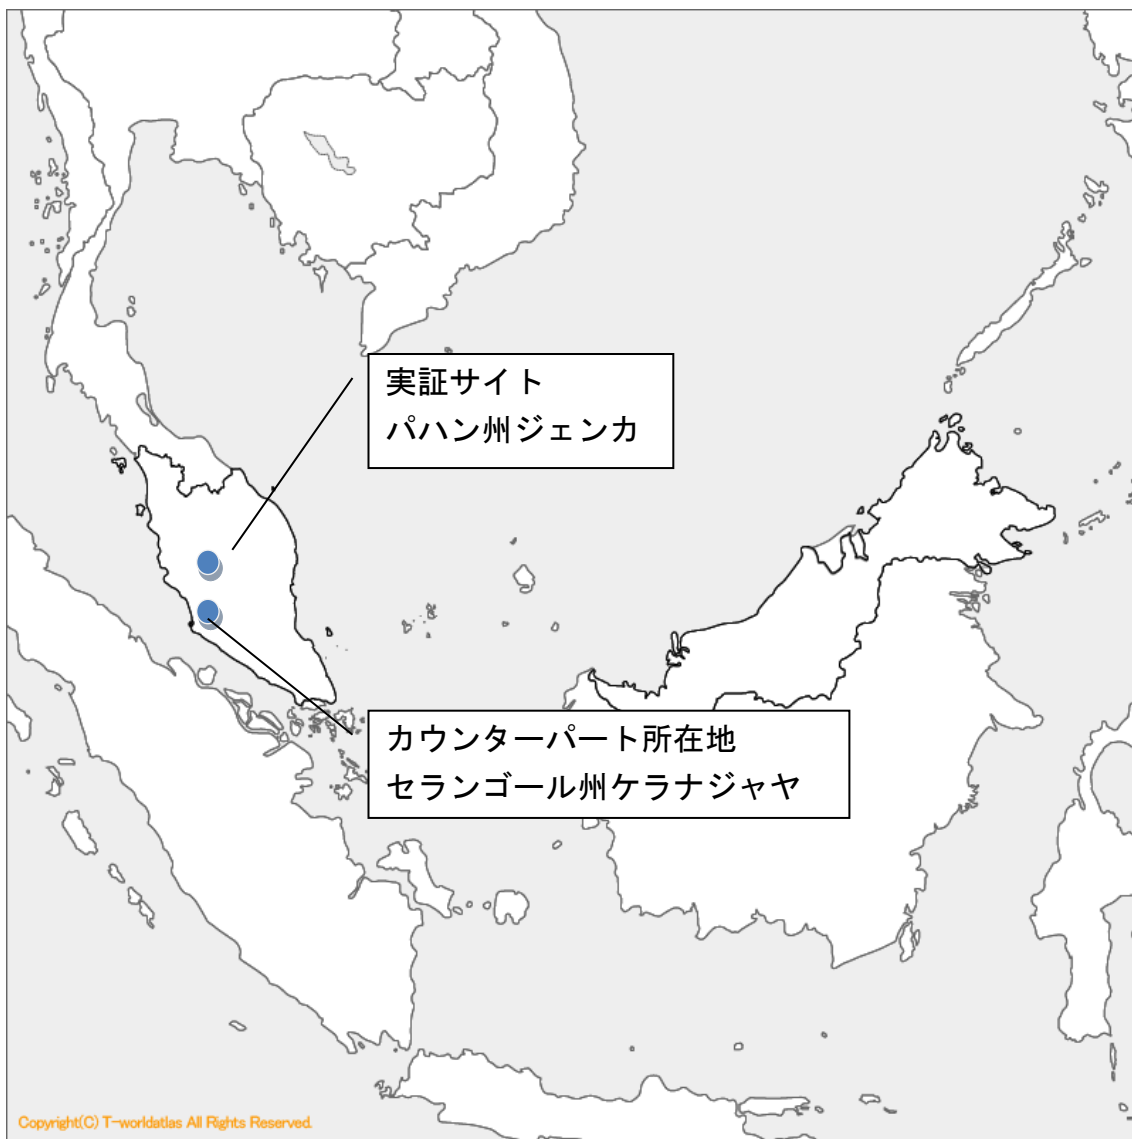 実証サイト
パハン州ジェンカ
カウンターパート所在地
セランゴール州ケラナジャヤ
Copyright(C) T-worldatlas All Rights Reserved.